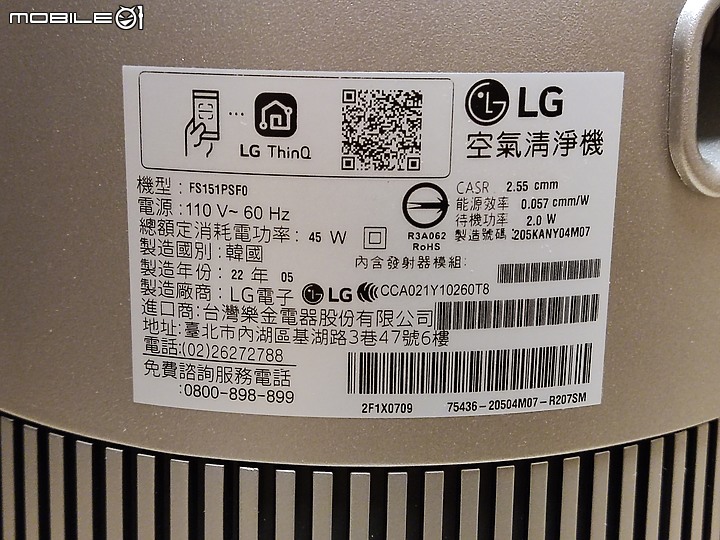 MOBILE01
LG ThinQ
LG
空氣清淨機
機型 : FS151PSF0
電源 : 110 V~ 60 Hz
總額定消耗電功率: 45 W
製造國別 : 韓國
製造年份: 22 年 05
製造廠商 : LG電子 LG
進口商: 台灣樂金電器股份有限公司
地址: 臺北市內湖區基湖路3巷47號6樓
電話:(02)26272788
免費諮詢服務電話
:0800-898-899
R3A062
RoHS
CASR 2.55 cmm
能源效率 0.057 cmm/W
待機功率 2.0 W
製造號碼 :205KANY04M07
內含發射器模組:
CCA021Y10260T8
2F1X0709
75436-20504M07-R207SM